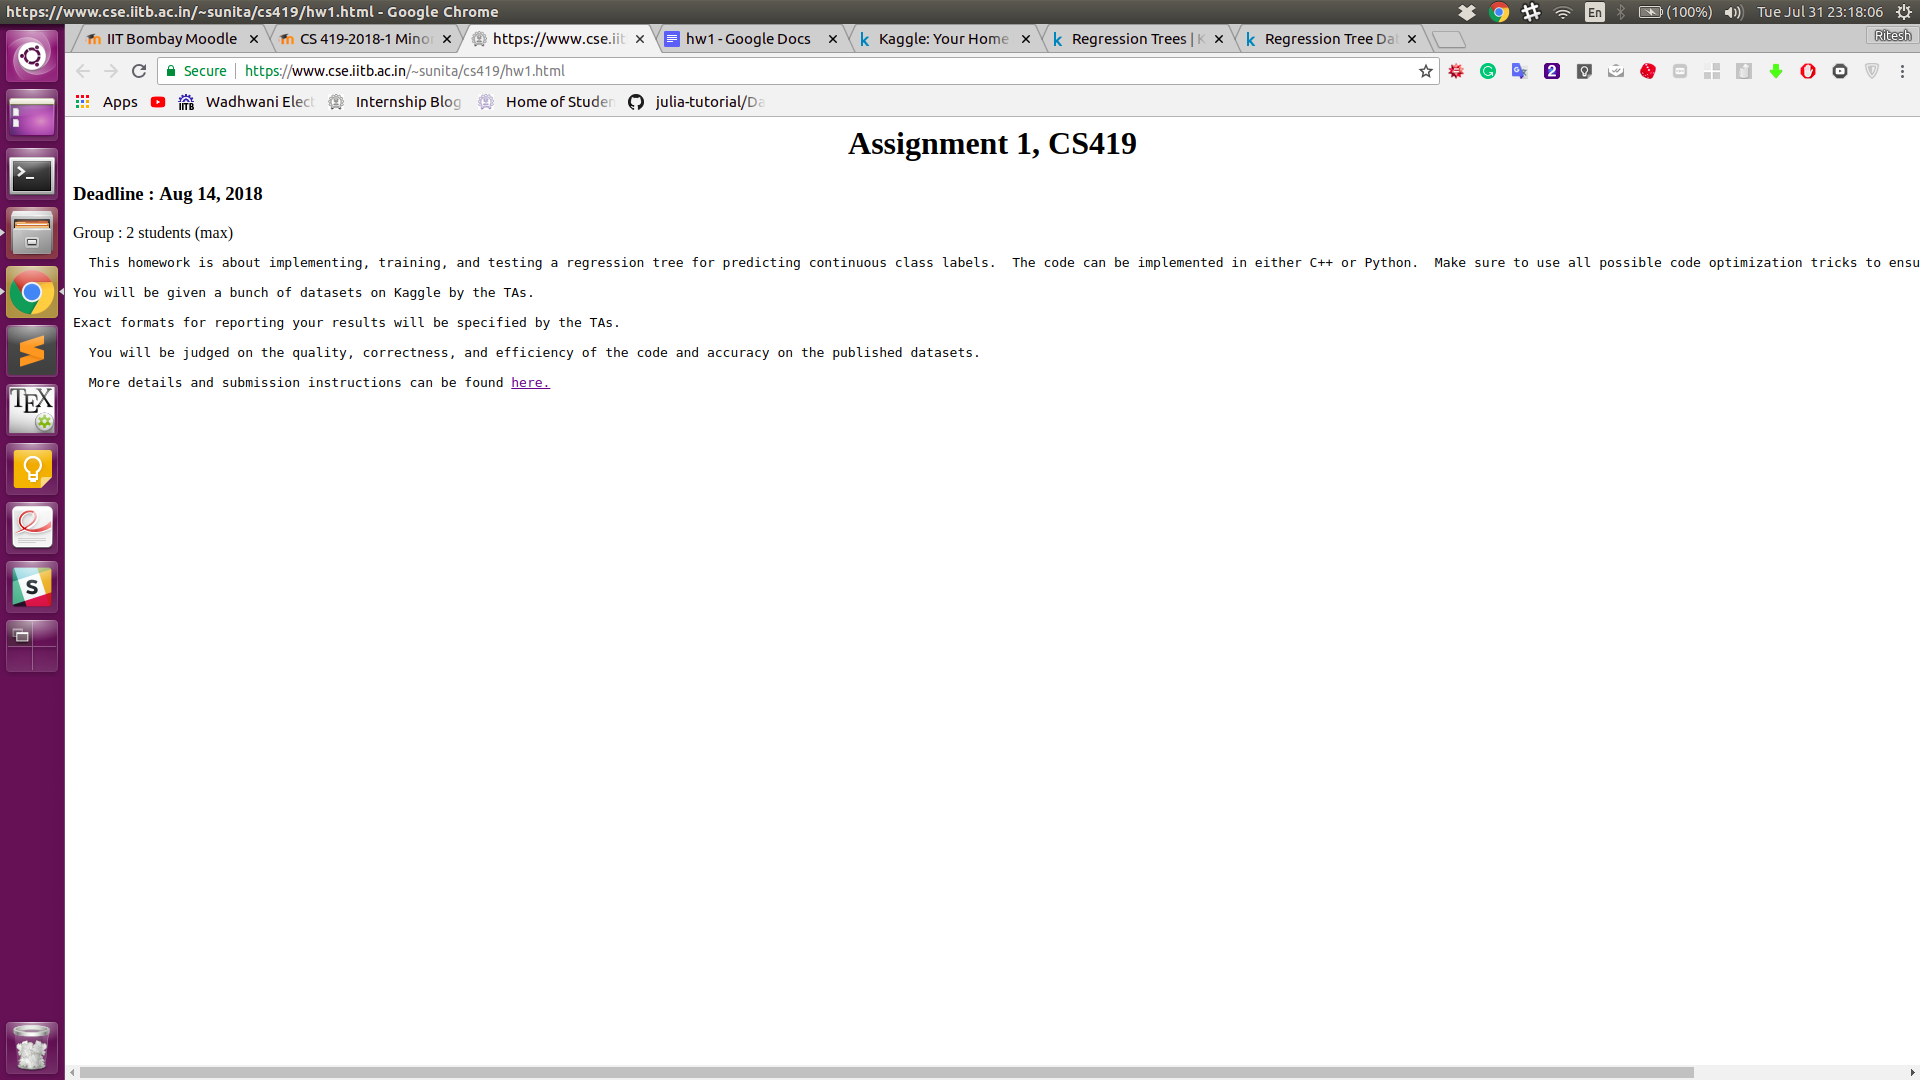 https://www.cse.iitb.ac.in/~sunita/cs419/hw1.html - Google Chrome
En
(100%)
Tue Jul 31 23:18:06
IIT Bombay Moodle
CS 419-2018-1 Minor
https://www.cse.iit
hw1 - Google Docs
Kaggle: Your Home
Regression Trees | K
Regression Tree Dat
Ritesh
Secure
https://www.cse.iitb.ac.in/~sunita/cs419/hw1.html
Apps
IITB
Wadhwani Elect
Internship Blog
Home of Studen
julia-tutorial/Da
Assignment 1, CS419
Deadline : Aug 14, 2018
Group : 2 students (max)
This homework is about implementing, training, and testing a regression tree for predicting continuous class labels.  The code can be implemented in either C++ or Python.  Make sure to use all possible code optimization tricks to ensu
You will be given a bunch of datasets on Kaggle by the TAs.
Exact formats for reporting your results will be specified by the TAs.
You will be judged on the quality, correctness, and efficiency of the code and accuracy on the published datasets.
More details and submission instructions can be found here.
TEX
S